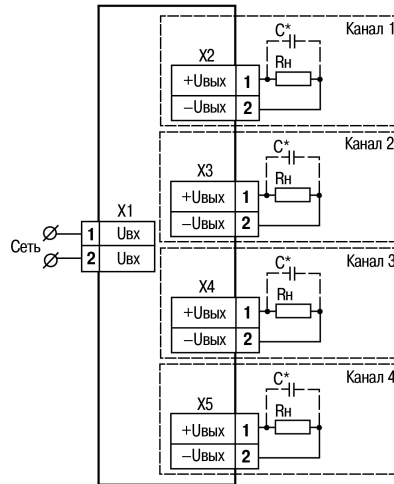 C* Канал 1
X2 Rн
+Uвых 1
–Uвых 2
C* Канал 2
X3 Rн
+Uвых 1
–Uвых 2
X1
Сеть
1 Uвх
2 Uвх
C* Канал 3
X4 Rн
+Uвых 1
–Uвых 2
C* Канал 4
X5 Rн
+Uвых 1
–Uвых 2